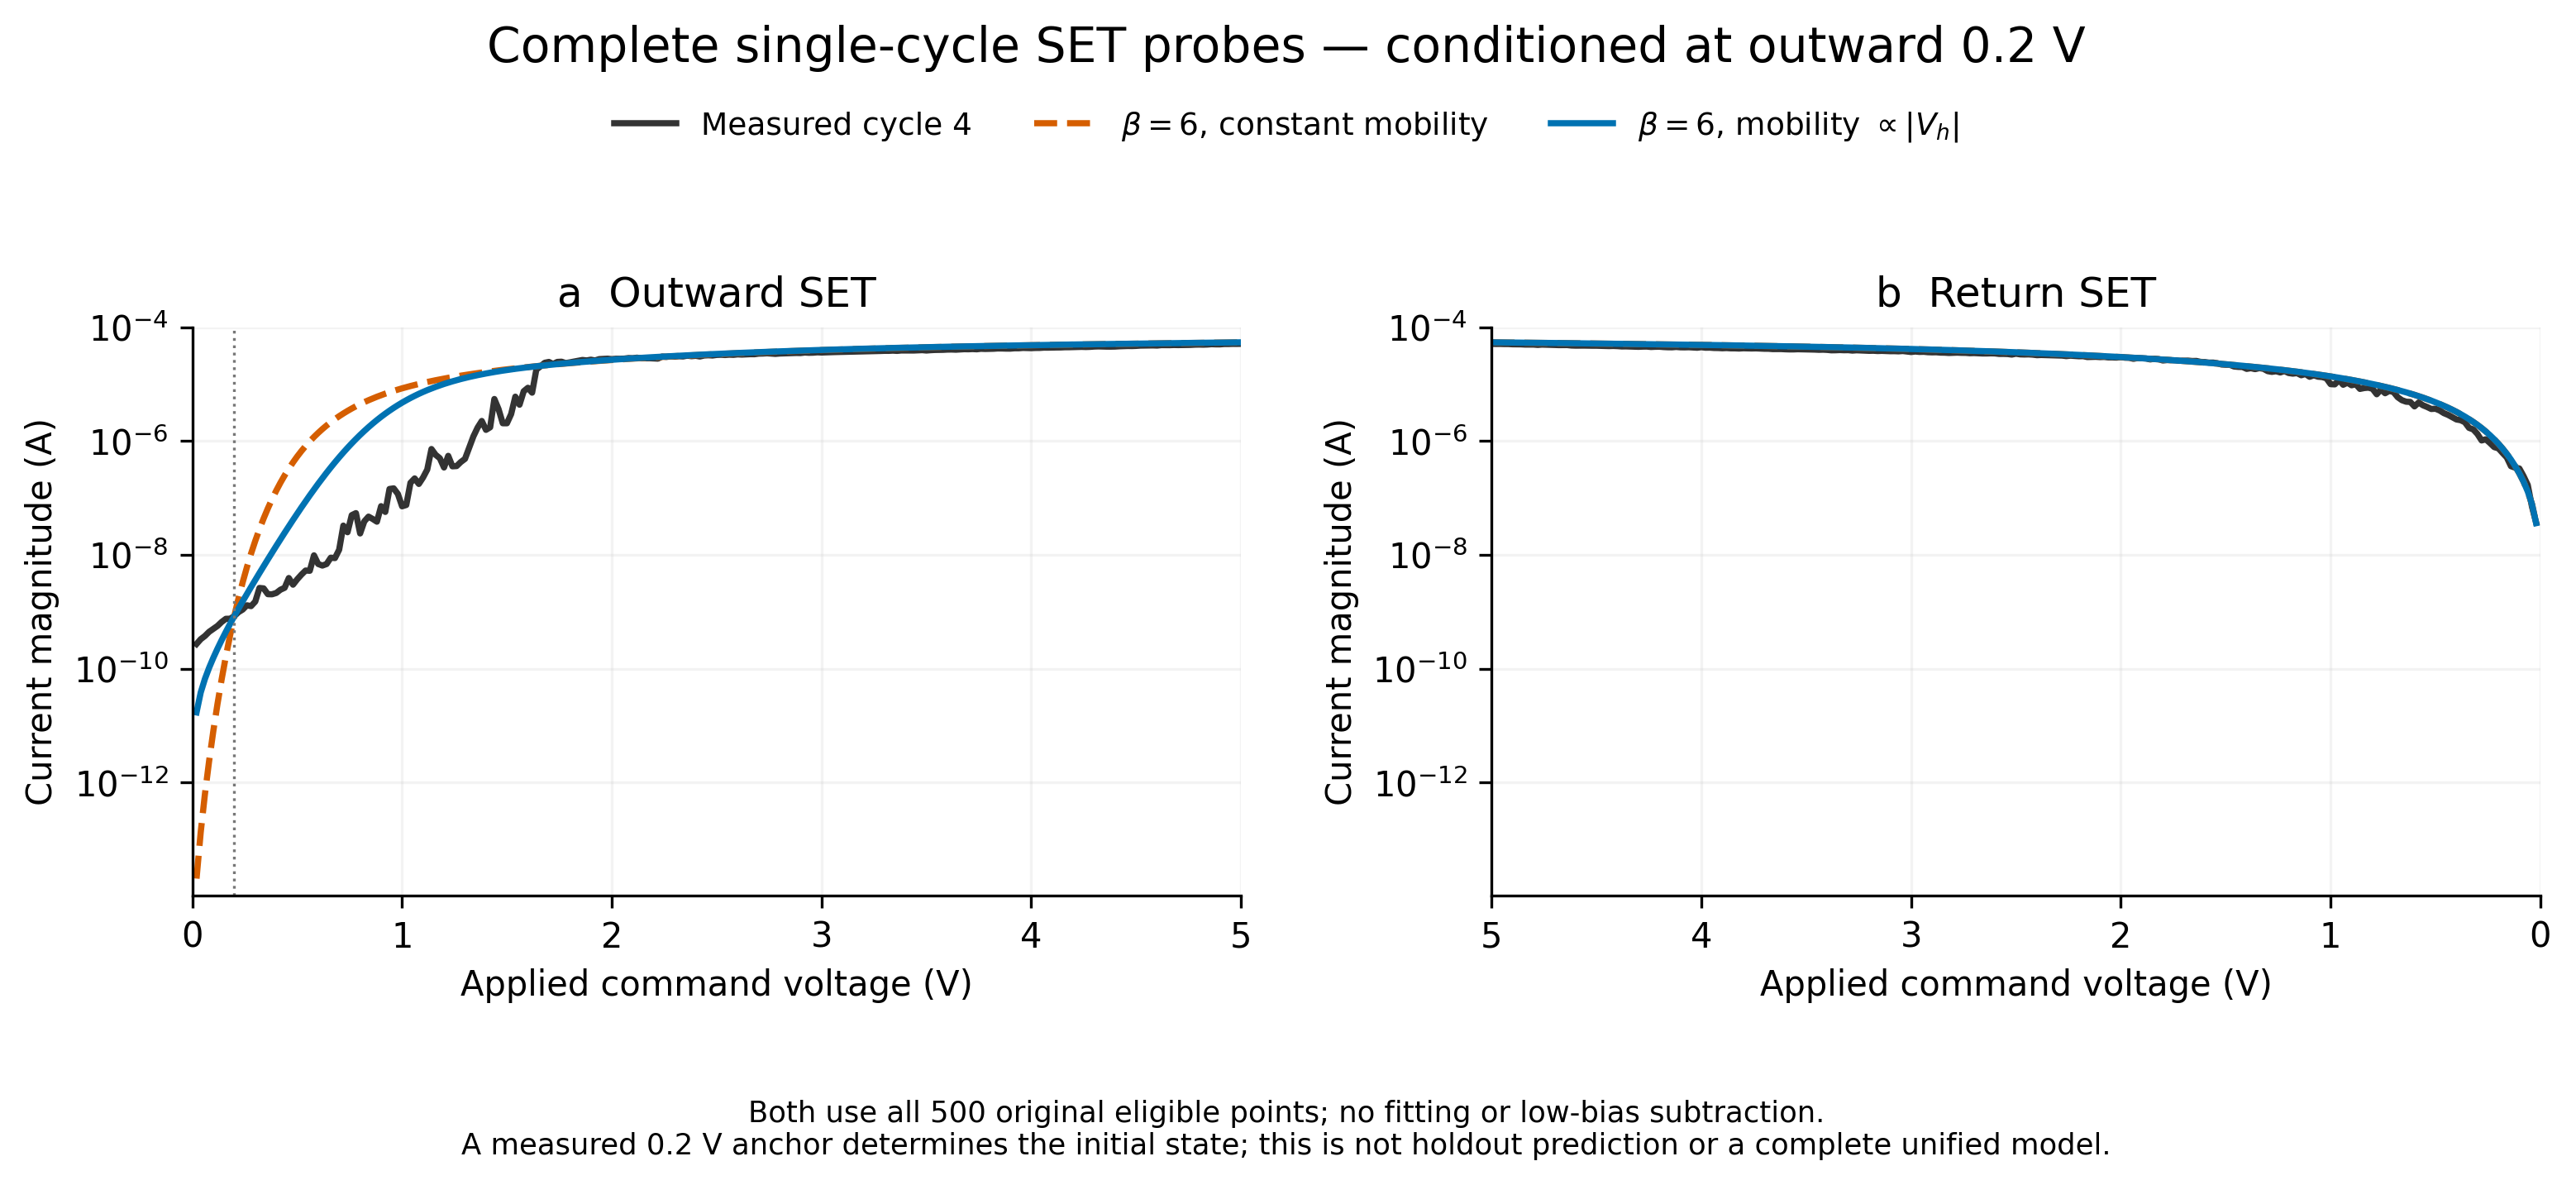 Complete single-cycle SET probes — conditioned at outward 0.2 V
Measured cycle 4
β = 6, constant mobility
β = 6, mobility ∝ |Vₕ|
a Outward SET
Current magnitude (A)
10⁻⁴
10⁻⁶
10⁻⁸
10⁻¹⁰
10⁻¹²
0 1 2 3 4 5
Applied command voltage (V)
b Return SET
Current magnitude (A)
10⁻⁴
10⁻⁶
10⁻⁸
10⁻¹⁰
10⁻¹²
5 4 3 2 1 0
Applied command voltage (V)
Both use all 500 original eligible points; no fitting or low-bias subtraction.
A measured 0.2 V anchor determines the initial state; this is not holdout prediction or a complete unified model.